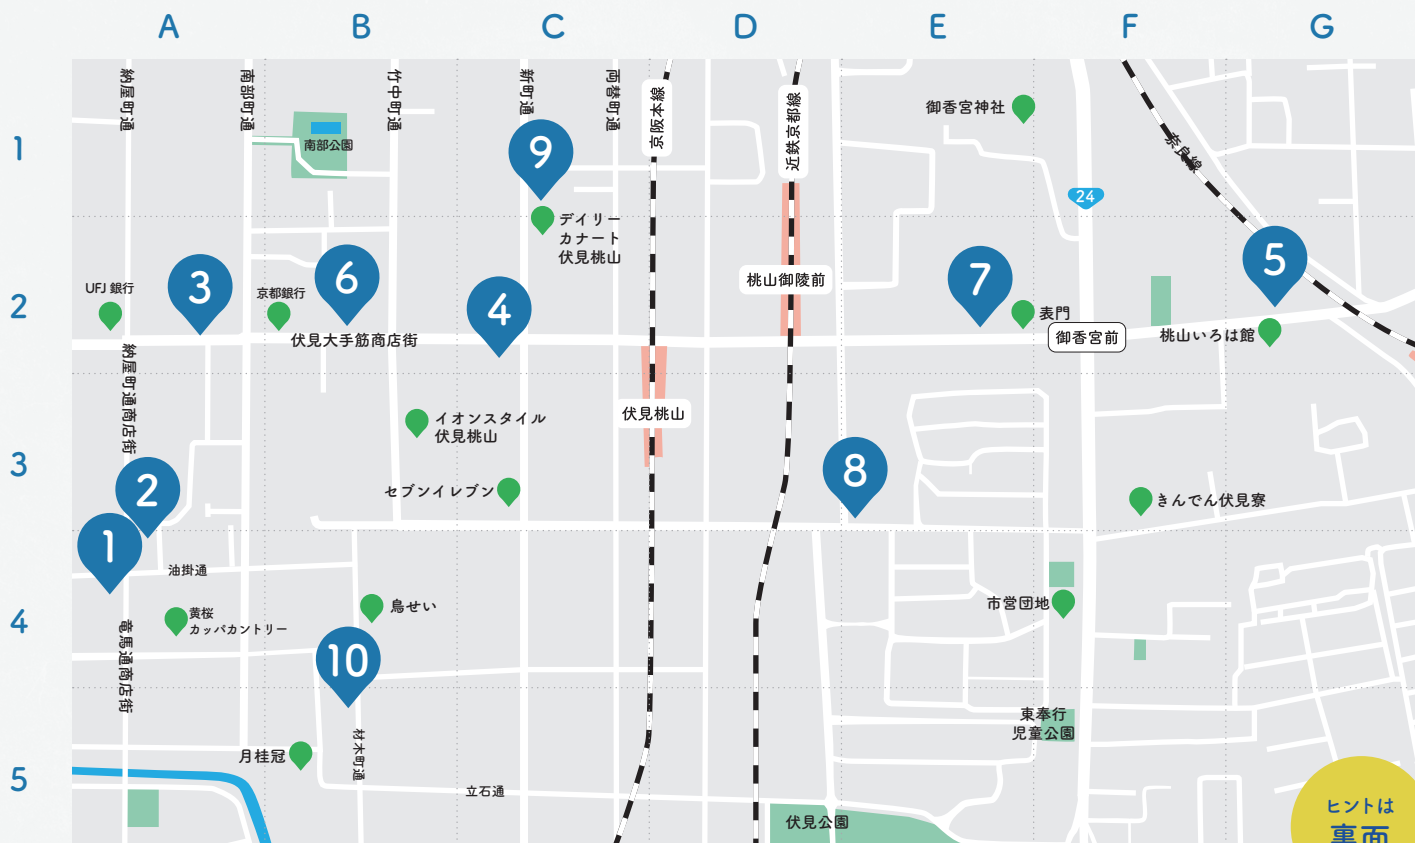 A
B
C
D
E
F
G
1
2
3
4
5
納屋町通
南部町通
竹中町通
新町通
両替町通
京阪本線
近鉄京都線
奈良線
御香宮神社
24
南部公園
9
デイリー
カナート
伏見桃山
UFJ 銀行
3
京都銀行
6
伏見大手筋商店街
4
桃山御陵前
7
表門
御香宮前
5
桃山いろは館
納屋町通商店街
イオンスタイル
伏見桃山
伏見桃山
セブンイレブン
8
きんでん伏見寮
2
1
油掛通
黄桜
カッパカントリー
鳥せい
市営団地
竜馬通商店街
10
東奉行
児童公園
月桂冠
材木町通
立石通
伏見公園
ヒントは
裏面